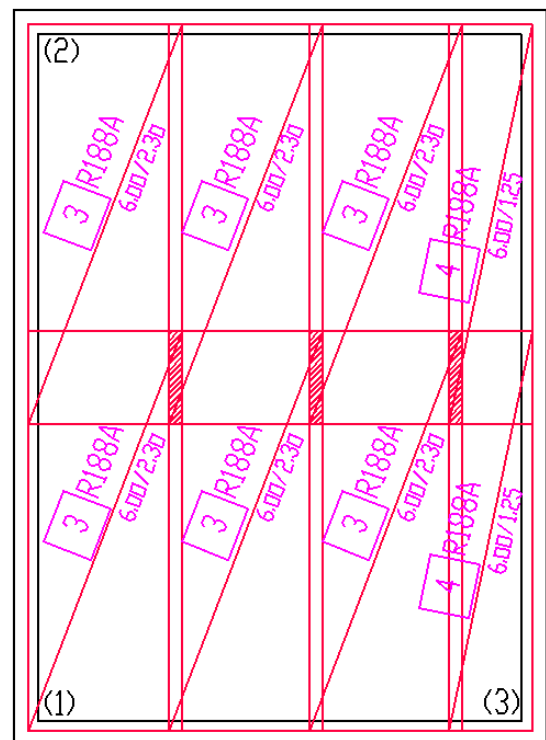 (2)
3 R188A
6.00/2.30
3 R188A
6.00/2.30
3 R188A
6.00/2.30
4 R188A
6.00/1.25
3 R188A
6.00/2.30
3 R188A
6.00/2.30
3 R188A
6.00/2.30
4 R188A
6.00/1.25
(1)
(3)